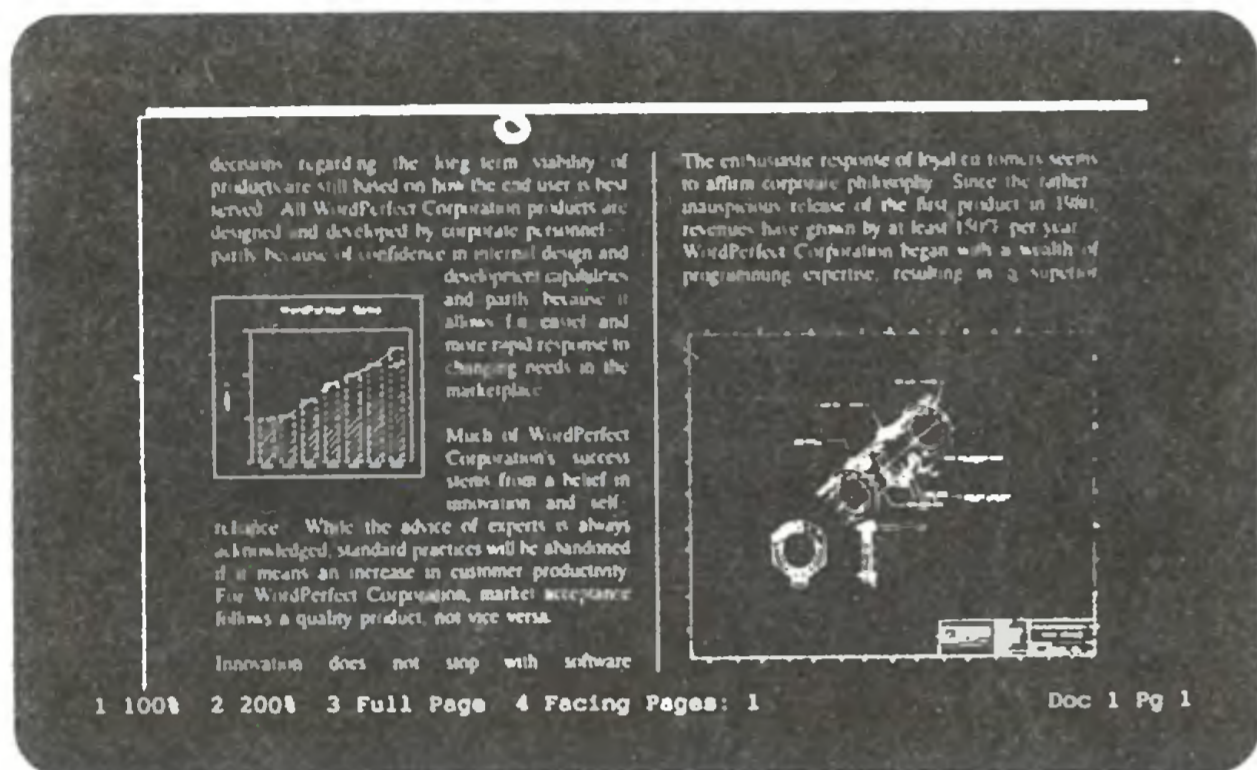 decisions regarding the long term viability of
products are still based on how the end user is best
served. All WordPerfect Corporation products are
designed and developed by corporate personnel--
partly because of confidence in internal design and
development capabilities
and partly because it
allows for easier and
more rapid response to
changing needs in the
marketplace.
WordPerfect Sales
Much of WordPerfect
Corporation's success
stems from a belief in
innovation and self-
reliance. While the advice of experts is always
acknowledged, standard practices will be abandoned
if it means an increase in customer productivity.
For WordPerfect Corporation, market acceptance
follows a quality product, not vice versa.
Innovation does not stop with software
The enthusiastic response of loyal customers seems
to affirm corporate philosophy. Since the rather
inauspicious release of the first product in 1980,
revenues have grown by at least 150% per year.
WordPerfect Corporation began with a wealth of
programming expertise, resulting in a superior
1 100% 2 200% 3 Full Page 4 Facing Pages: 1
Doc 1 Pg 1